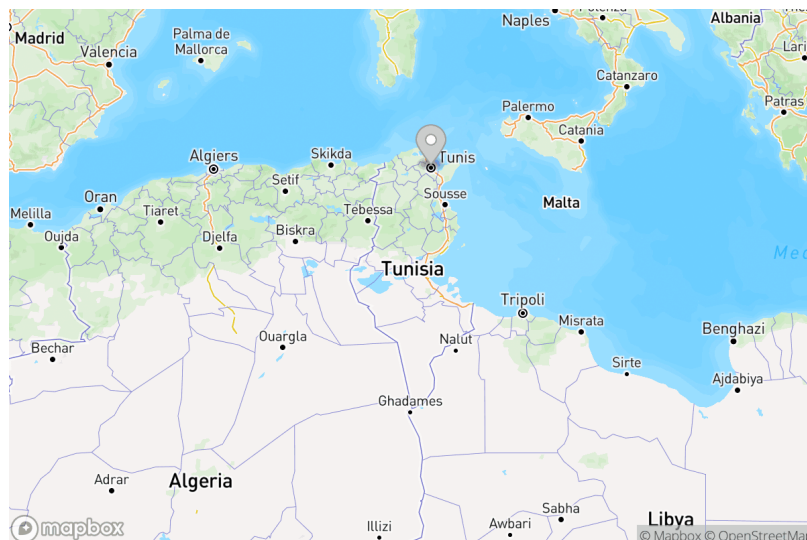 Naples
Potenza
Albania
Madrid
Palma de
Mallorca
Valencia
Catanzaro
Patras
Palermo
Catania
Algiers
Skikda
Tunis
Setif
Sousse
Malta
Oran
Melilla
Tiaret
Tebessa
Oujda
Djelfa
Biskra
Tunisia
Tripoli
Misrata
Benghazi
Ouargla
Nalut
Bechar
Sirte
Ajdabiya
Ghadames
Adrar
Algeria
Sabha
Illizi
Awbari
Libya
mapbox
© Mapbox © OpenStreetMa